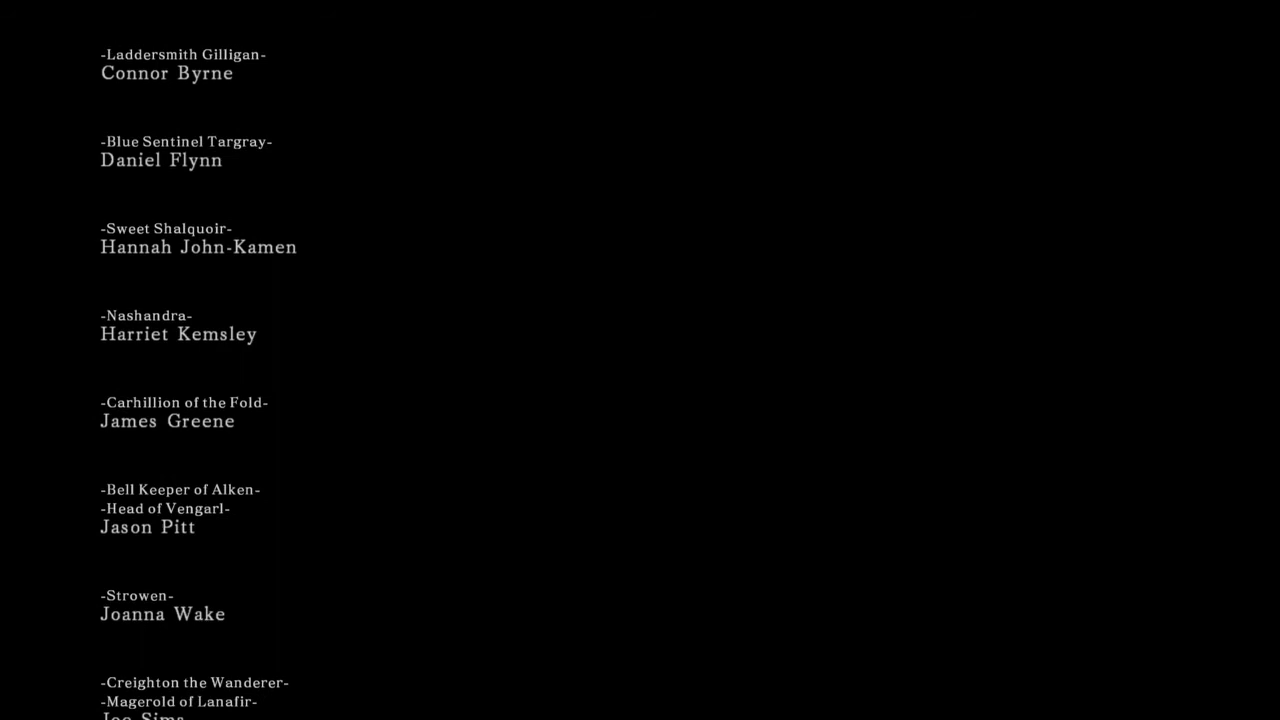 -Laddersmith Gilligan-
Connor Byrne
-Blue Sentinel Targray-
Daniel Flynn
-Sweet Shalquoir-
Hannah John-Kamen
-Nashandra-
Harriet Kemsley
-Carhillion of the Fold-
James Greene
-Bell Keeper of Alken-
-Head of Vengarl-
Jason Pitt
-Strowen-
Joanna Wake
-Creighton the Wanderer-
-Magerold of Lanafir-
Joe Sims